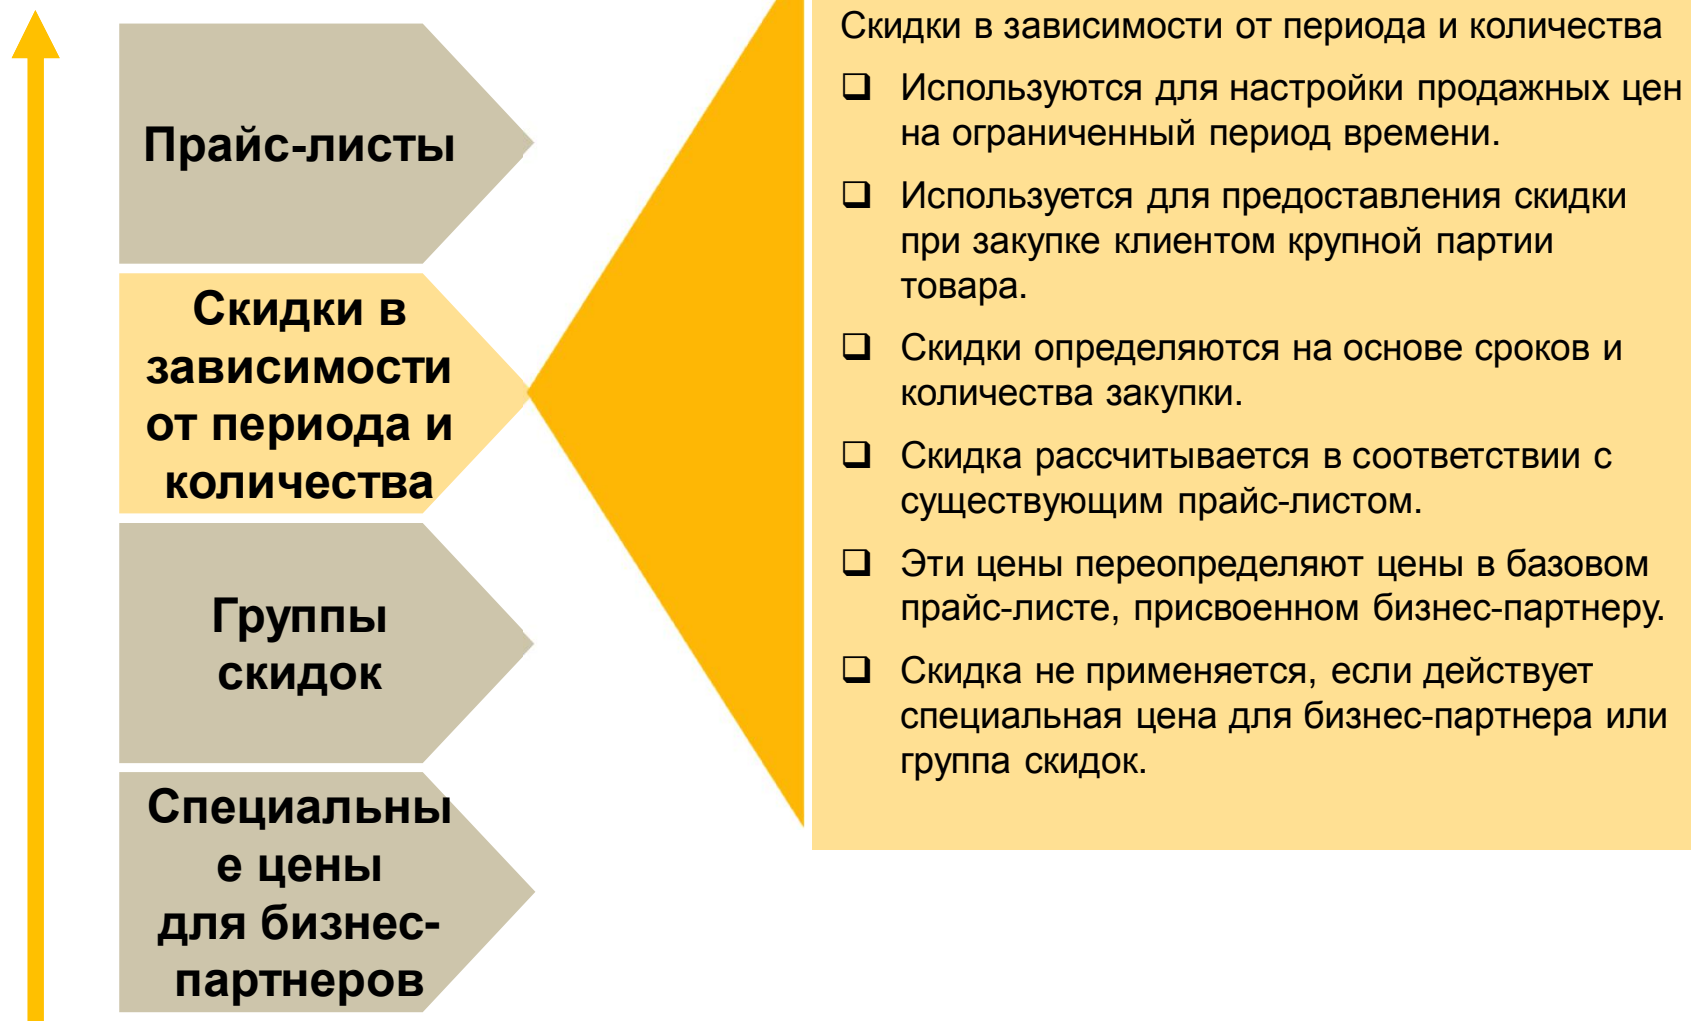 Прайс-листы
Скидки в
зависимости
от периода и
количества
Группы
скидок
Специальны
е цены
для бизнес-
партнеров
Скидки в зависимости от периода и количества
Используются для настройки продажных цен
на ограниченный период времени.
Используется для предоставления скидки
при закупке клиентом крупной партии
товара.
Скидки определяются на основе сроков и
количества закупки.
Скидка рассчитывается в соответствии с
существующим прайс-листом.
Эти цены переопределяют цены в базовом
прайс-листе, присвоенном бизнес-партнеру.
Скидка не применяется, если действует
специальная цена для бизнес-партнера или
группа скидок.